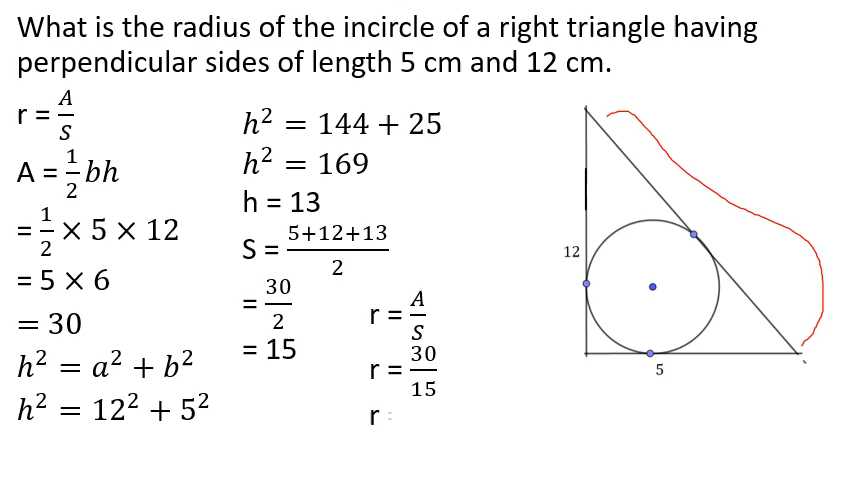 What is the radius of the incircle of a right triangle having
perpendicular sides of length 5 cm and 12 cm.
r = A/S
A = 1/2 bh
= 1/2 × 5 × 12
= 5 × 6
= 30
h² = a² + b²
h² = 12² + 5²
h² = 144 + 25
h² = 169
h = 13
S = 5+12+13/2
= 30/2
= 15
r = A/S
r = 30/15
r =
12
5